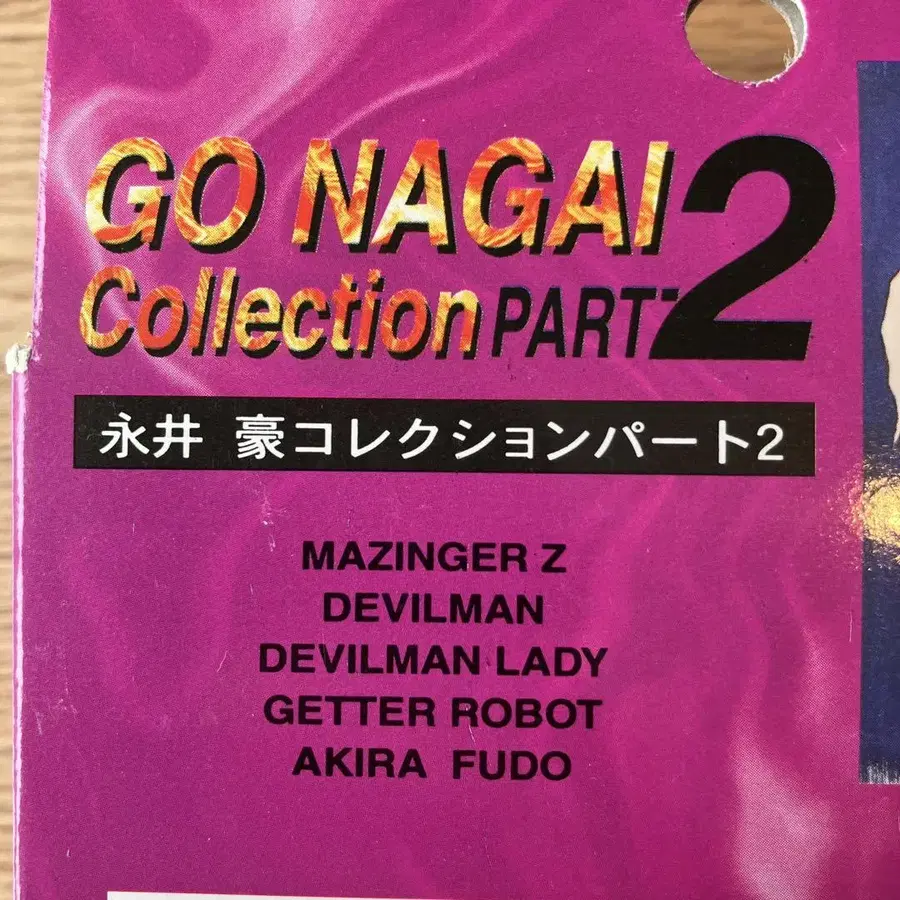 GO NAGAI
Collection PART 2
永井 豪コレクションパート2
MAZINGER Z
DEVILMAN
DEVILMAN LADY
GETTER ROBOT
AKIRA FUDO